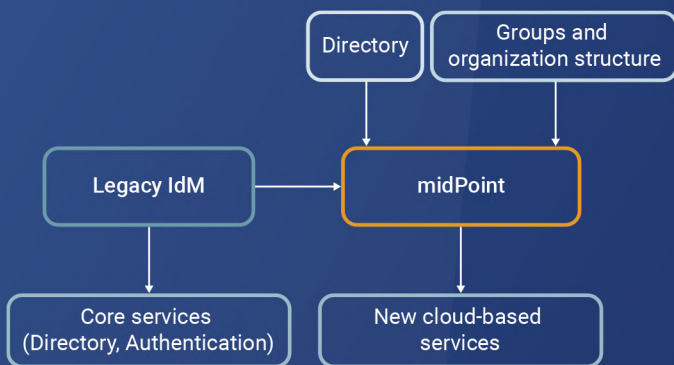 Directory
Groups and
organization structure
Legacy IdM
midPoint
Core services
(Directory, Authentication)
New cloud-based
services